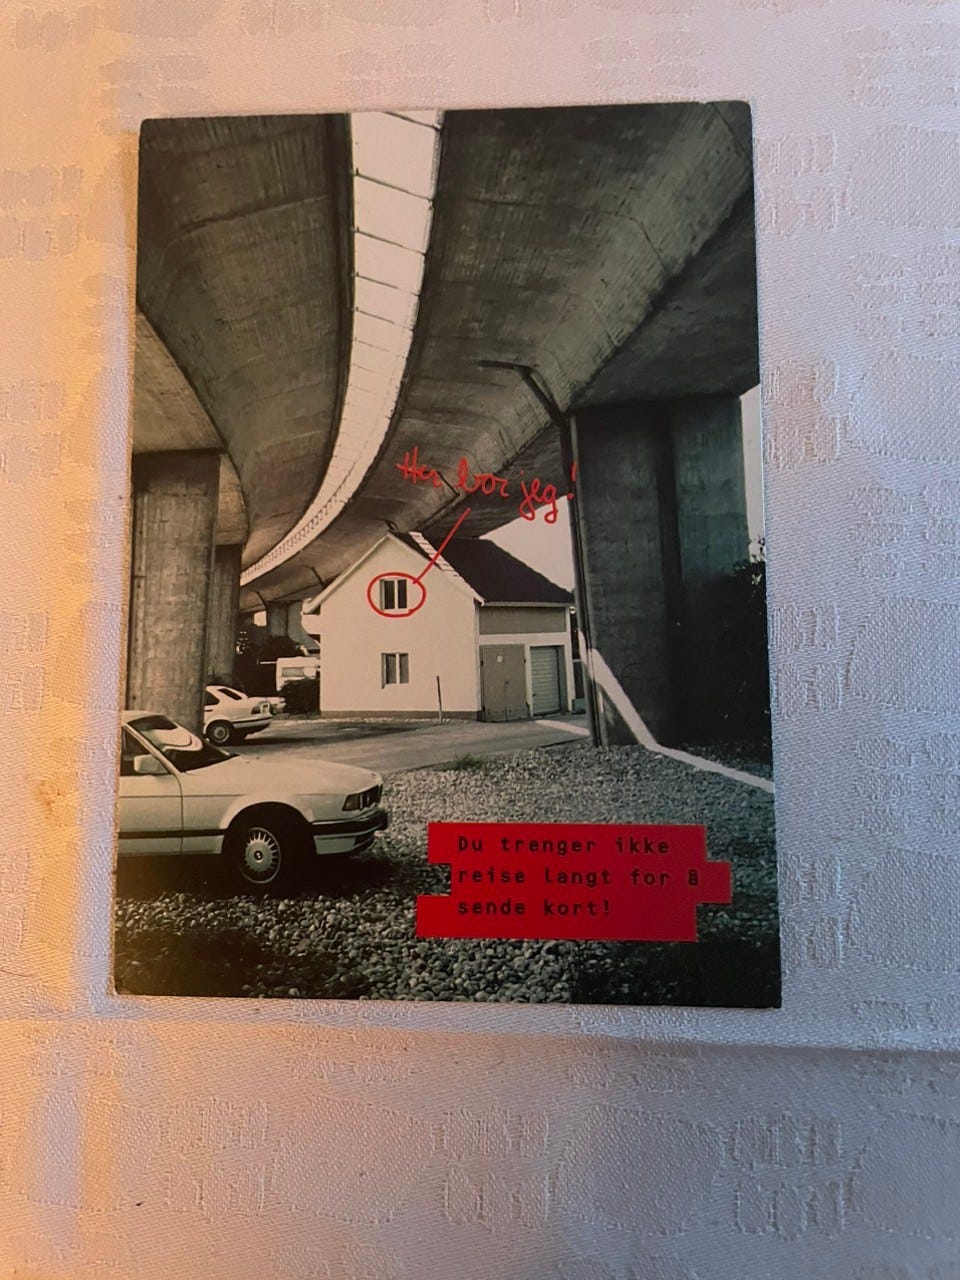 Her bor jeg!
Du trenger ikke
reise langt for å
sende kort!